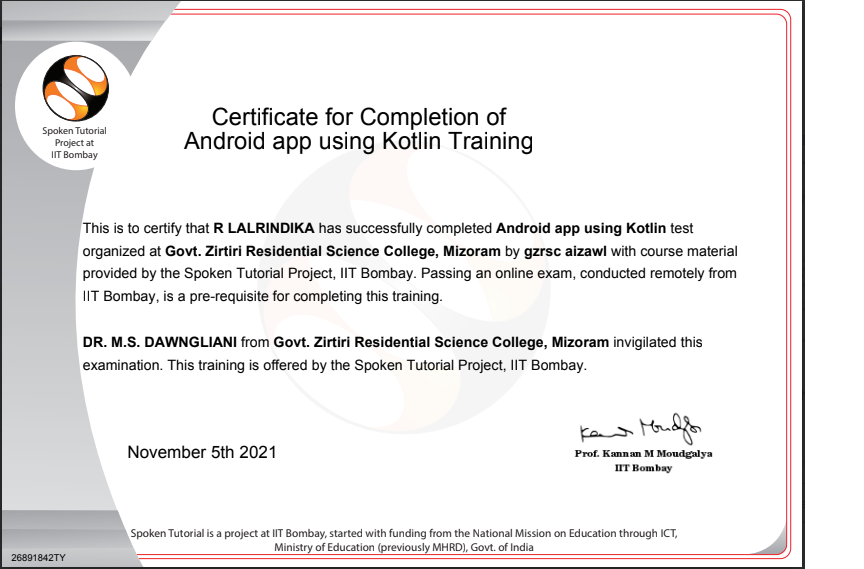 Spoken Tutorial
Project at
IIT Bombay
Certificate for Completion of
Android app using Kotlin Training
This is to certify that R LALRINDIKA has successfully completed Android app using Kotlin test
organized at Govt. Zirtiri Residential Science College, Mizoram by gzrsc aizawl with course material
provided by the Spoken Tutorial Project, IIT Bombay. Passing an online exam, conducted remotely from
IIT Bombay, is a pre-requisite for completing this training.
DR. M.S. DAWNGLIANI from Govt. Zirtiri Residential Science College, Mizoram invigilated this
examination. This training is offered by the Spoken Tutorial Project, IIT Bombay.
November 5th 2021
Prof. Kannan M Moudgalya
IIT Bombay
Spoken Tutorial is a project at IIT Bombay, started with funding from the National Mission on Education through ICT,
Ministry of Education (previously MHRD), Govt. of India
26891842TY